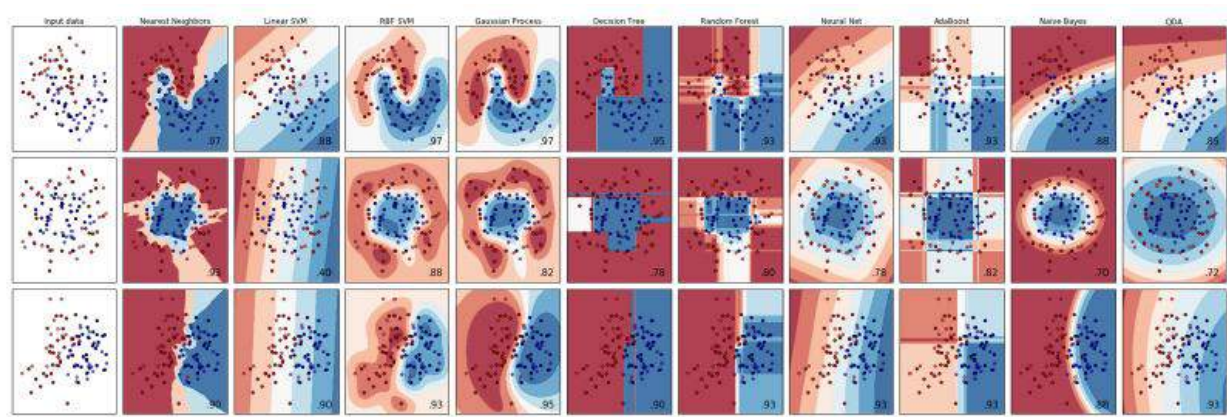 Input data Nearest Neighbors Linear SVM RBF SVM Gaussian Process Decision Tree Random Forest Neural Net AdaBoost Naive Bayes QDA
.97 .88 .97 .97 .95 .93 .93 .93 .88 .85
.93 .40 .88 .82 .78 .80 .78 .82 .70 .72
.90 .90 .93 .95 .90 .93 .93 .93 .93